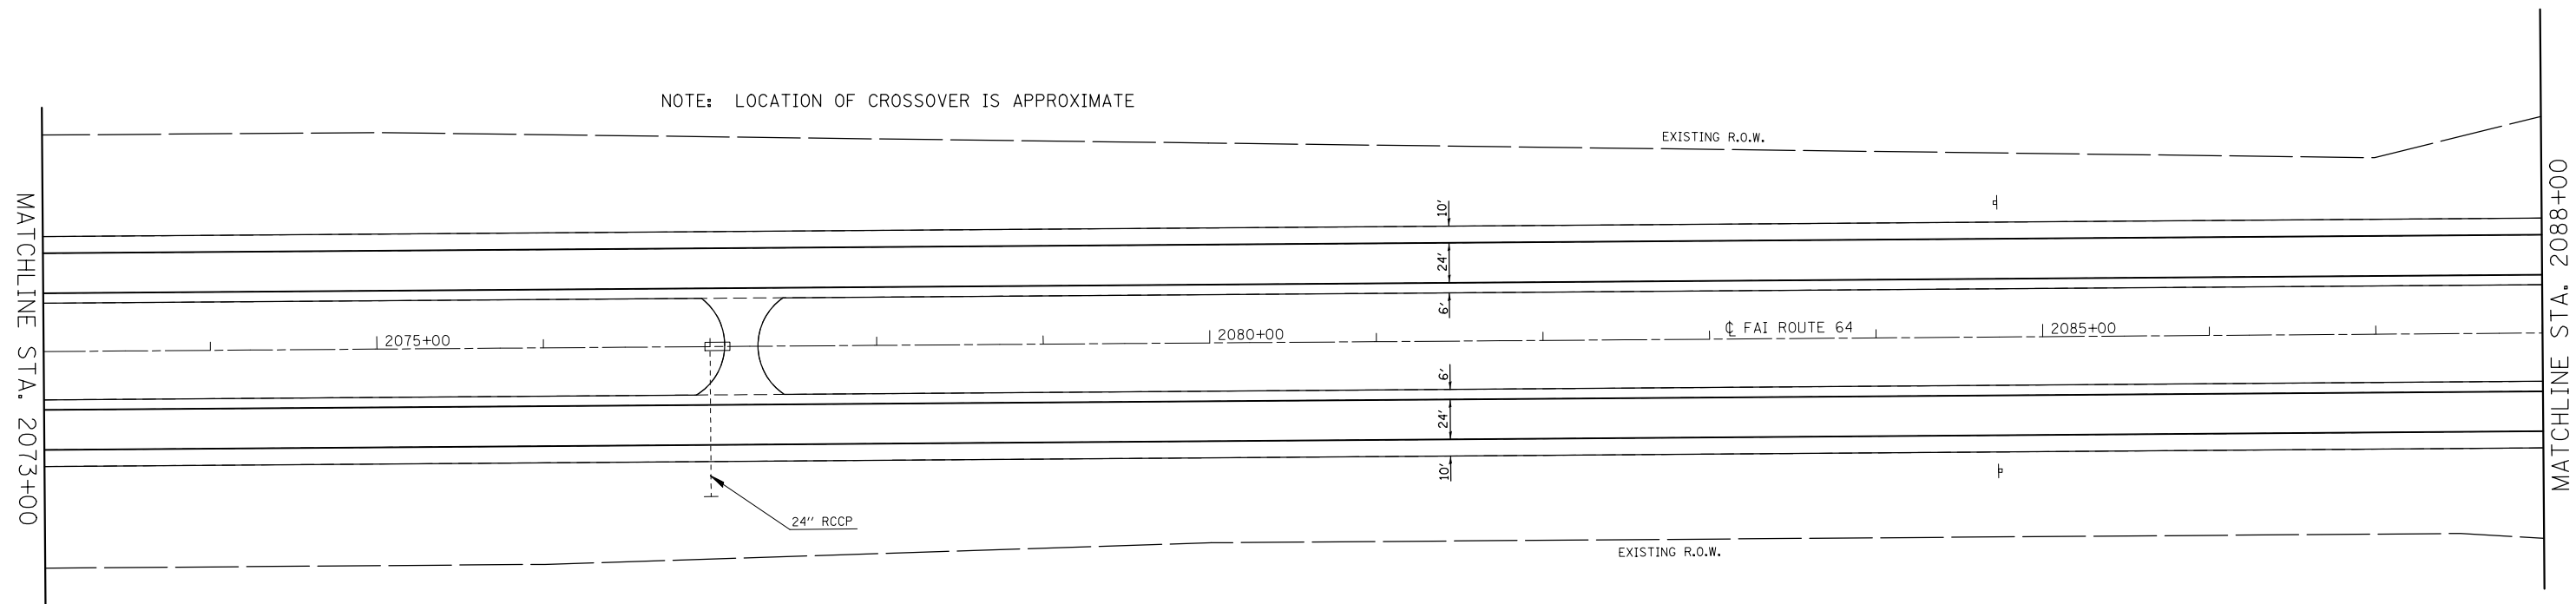 NOTE: LOCATION OF CROSSOVER IS APPROXIMATE
EXISTING R.O.W.
MATCHLINE STA. 2073+00
MATCHLINE STA. 2088+00
10'
24'
6'
2075+00
2080+00
℄ FAI ROUTE 64
2085+00
6'
24'
10'
24" RCCP
EXISTING R.O.W.